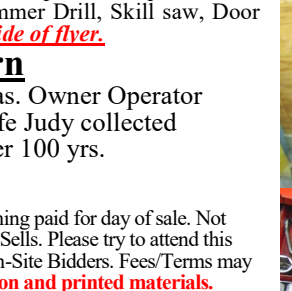 mmer Drill, Skill saw, Door
ide of flyer.
rn
as. Owner Operator
fe Judy collected
er 100 yrs.
ning paid for day of sale. Not
Sells. Please try to attend this
n-Site Bidders. Fees/Terms may
on and printed materials.